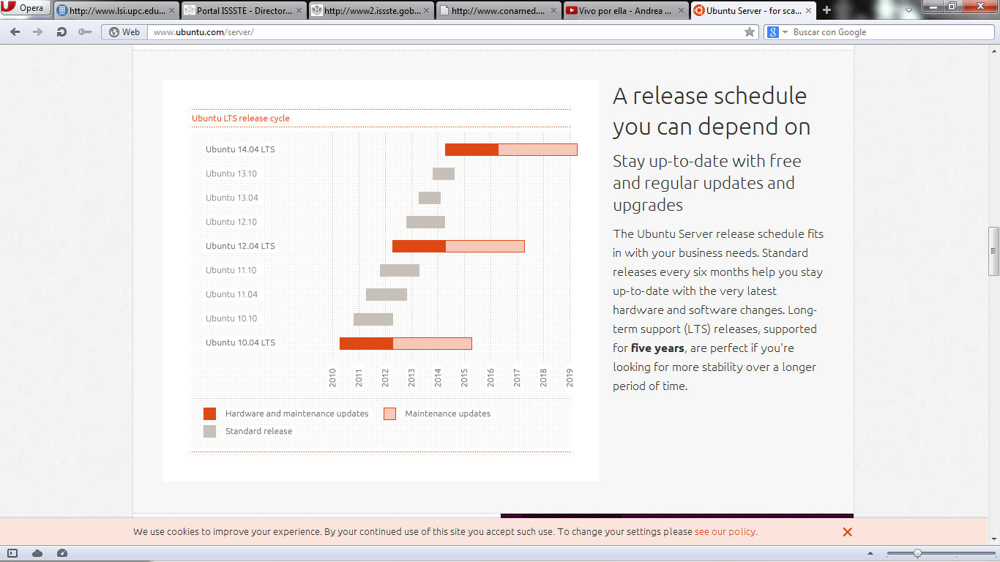 Opera
http://www.lsi.upc.edu...
Portal ISSSTE - Director...
http://www2.issste.gob...
http://www.conamed....
Vivo por ella - Andrea ...
Ubuntu Server - for sca...
Web
www.ubuntu.com/server/
Buscar con Google
Ubuntu LTS release cycle
Ubuntu 14.04 LTS
Ubuntu 13.10
Ubuntu 13.04
Ubuntu 12.10
Ubuntu 12.04 LTS
Ubuntu 11.10
Ubuntu 11.04
Ubuntu 10.10
Ubuntu 10.04 LTS
2010 2011 2012 2013 2014 2015 2016 2017 2018 2019
Hardware and maintenance updates
Maintenance updates
Standard release
A release schedule
you can depend on
Stay up-to-date with free
and regular updates and
upgrades
The Ubuntu Server release schedule fits
in with your business needs. Standard
releases every six months help you stay
up-to-date with the very latest
hardware and software changes. Long-
term support (LTS) releases, supported
for five years, are perfect if you're
looking for more stability over a longer
period of time.
We use cookies to improve your experience. By your continued use of this site you accept such use. To change your settings please see our policy.